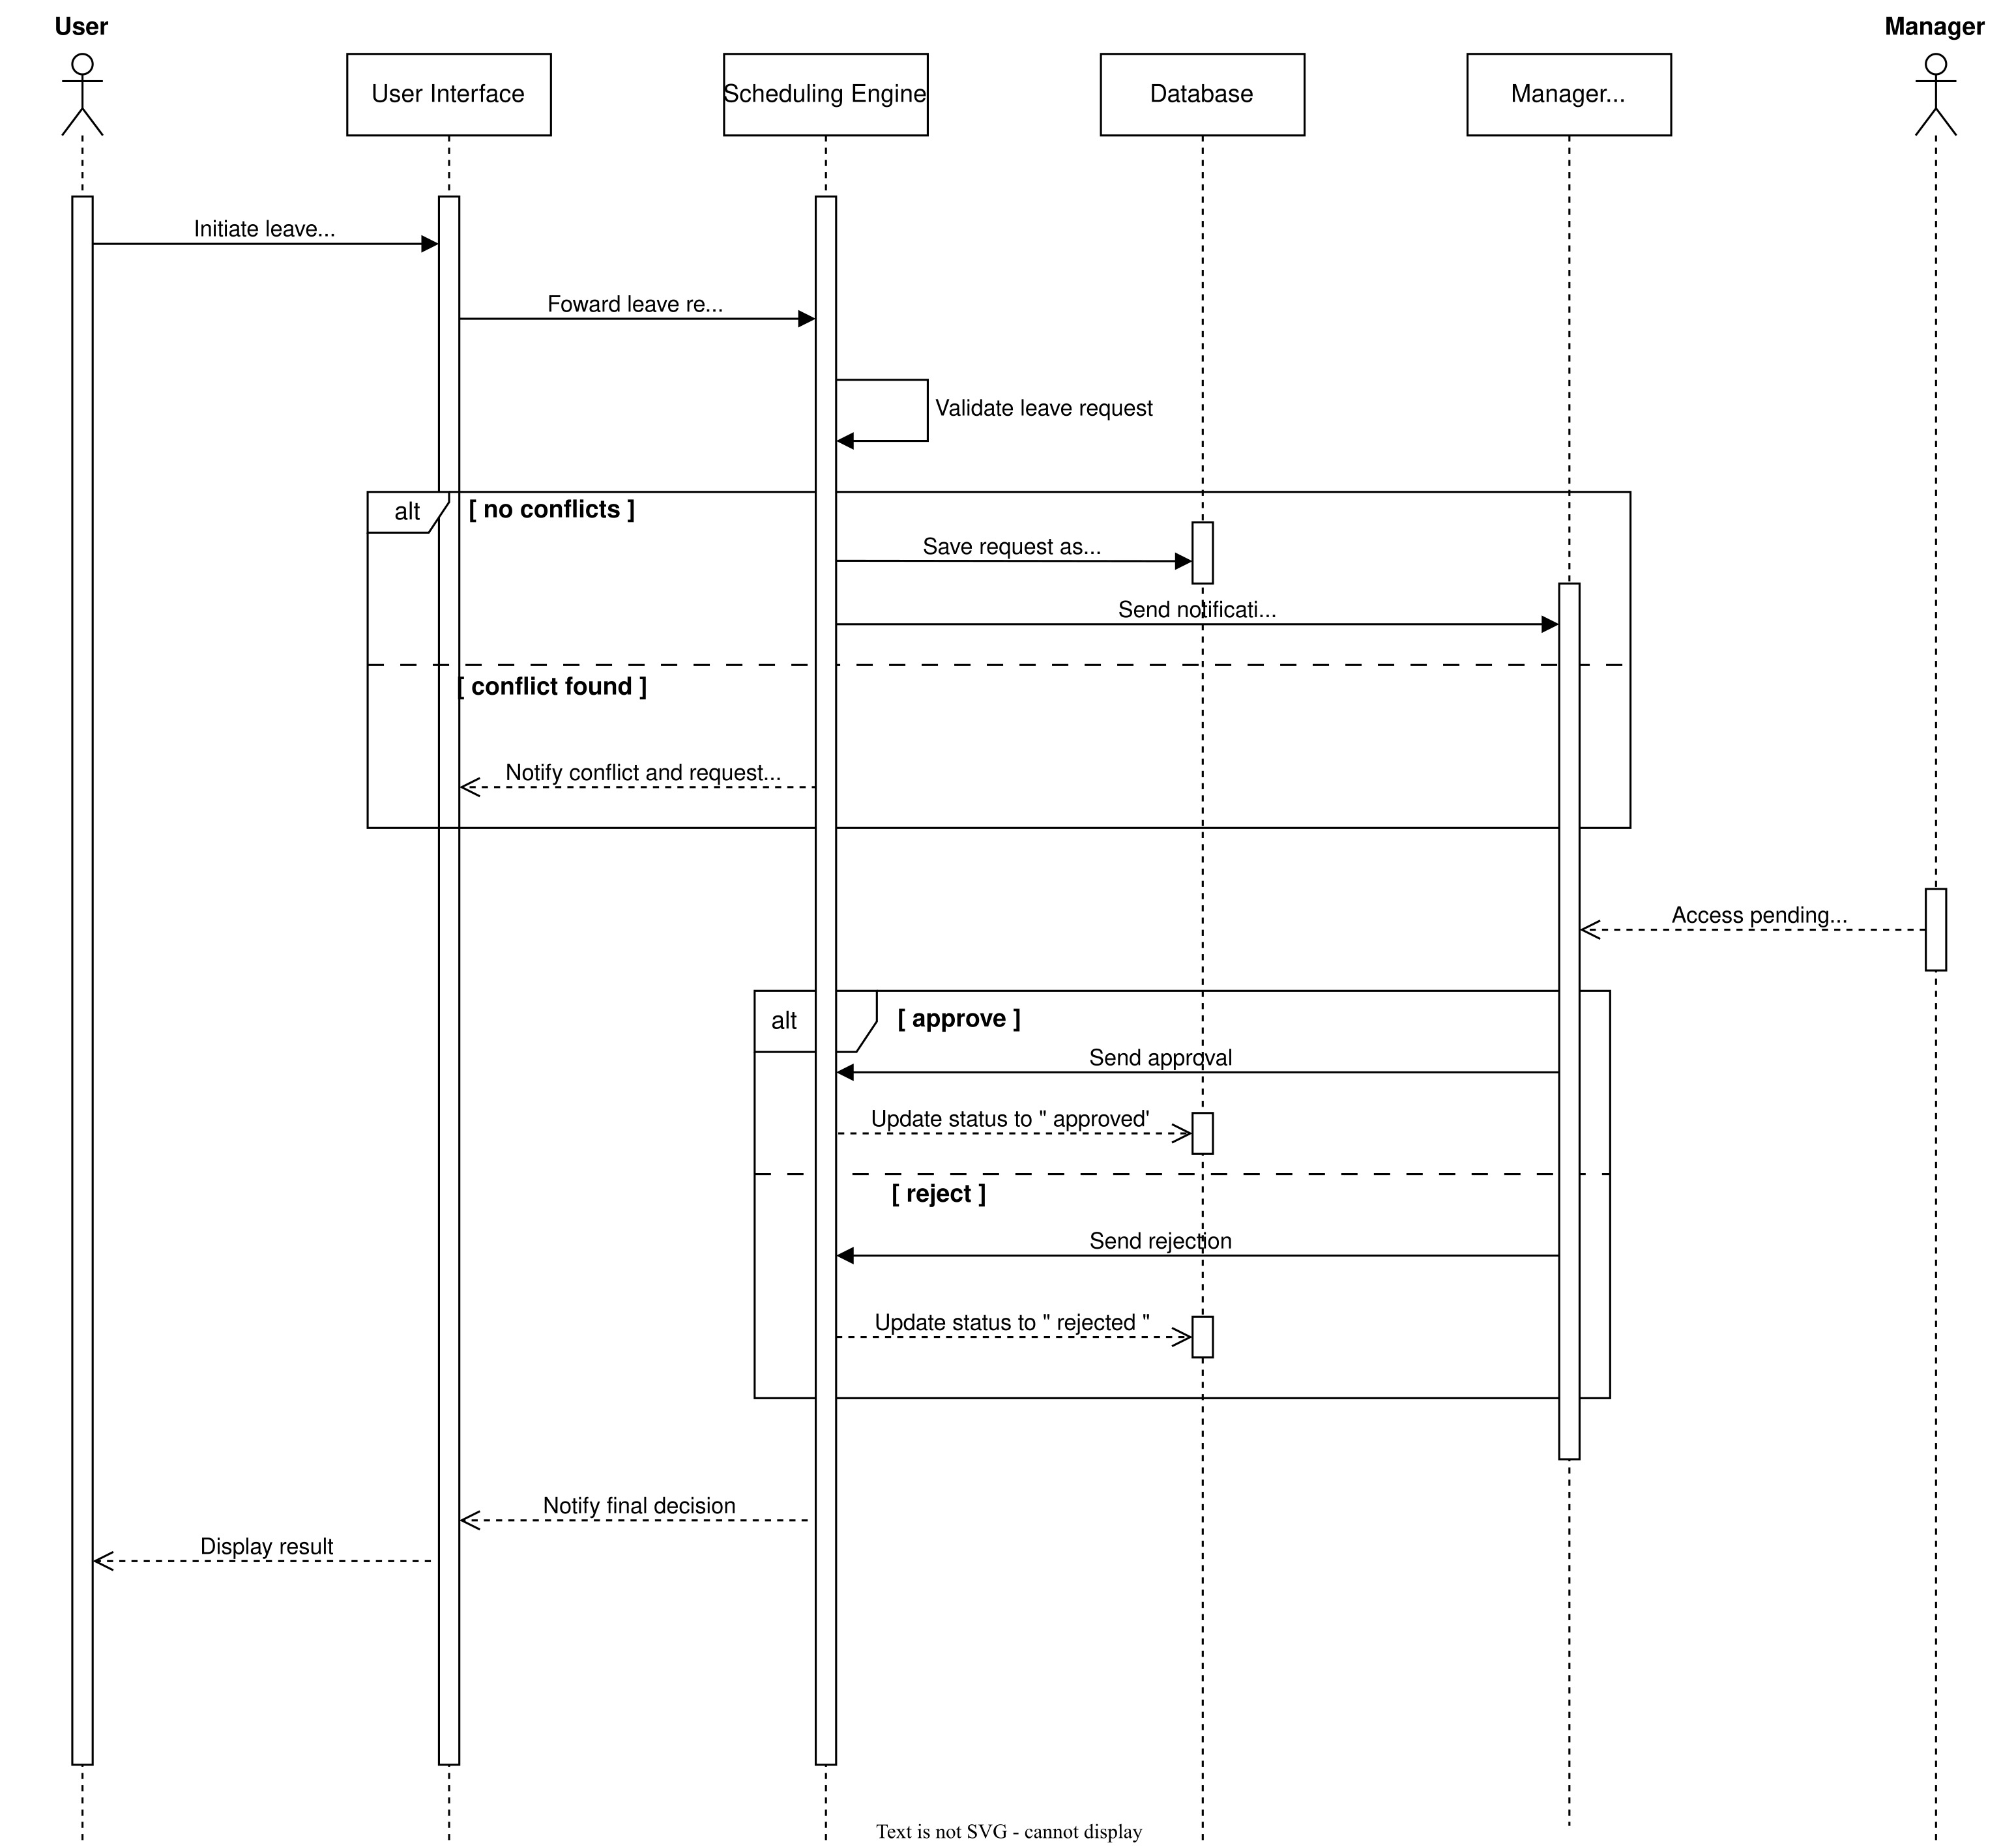 User
Manager
User Interface
Scheduling Engine
Database
Manager...
Initiate leave...
Foward leave re...
Validate leave request
alt
[ no conflicts ]
Save request as...
Send notificati...
[ conflict found ]
Notify conflict and request...
Access pending...
alt
[ approve ]
Send approval
Update status to " approved'
[ reject ]
Send rejection
Update status to " rejected "
Notify final decision
Display result
Text is not SVG - cannot display